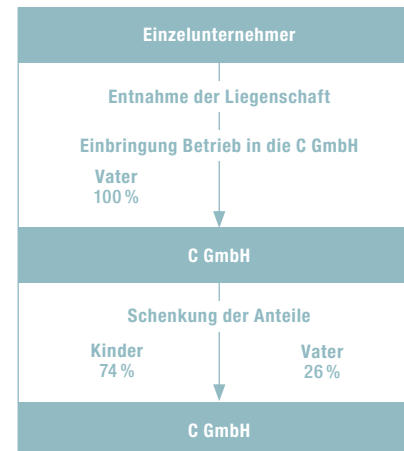 Einzelunternehmer
Entnahme der Liegenschaft
Einbringung Betrieb in die C GmbH
Vater
100 %
C GmbH
Schenkung der Anteile
Kinder Vater
74 % 26 %
C GmbH